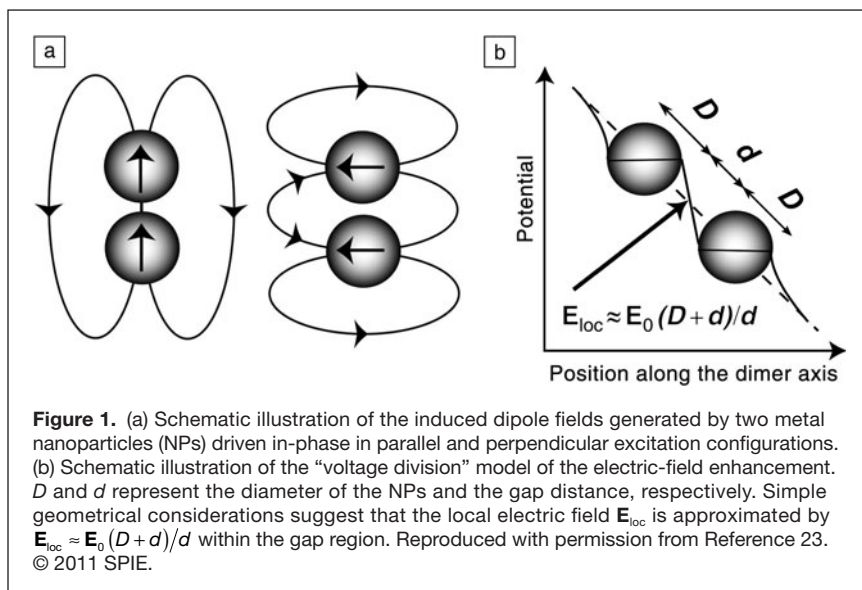 a
b
Potential
D
d
D
E_loc ≈ E_0 (D+d)/d
Position along the dimer axis
Figure 1. (a) Schematic illustration of the induced dipole fields generated by two metal
nanoparticles (NPs) driven in-phase in parallel and perpendicular excitation configurations.
(b) Schematic illustration of the “voltage division” model of the electric-field enhancement.
D and d represent the diameter of the NPs and the gap distance, respectively. Simple
geometrical considerations suggest that the local electric field E_loc is approximated by
E_loc ≈ E_0 (D+d)/d within the gap region. Reproduced with permission from Reference 23.
© 2011 SPIE.